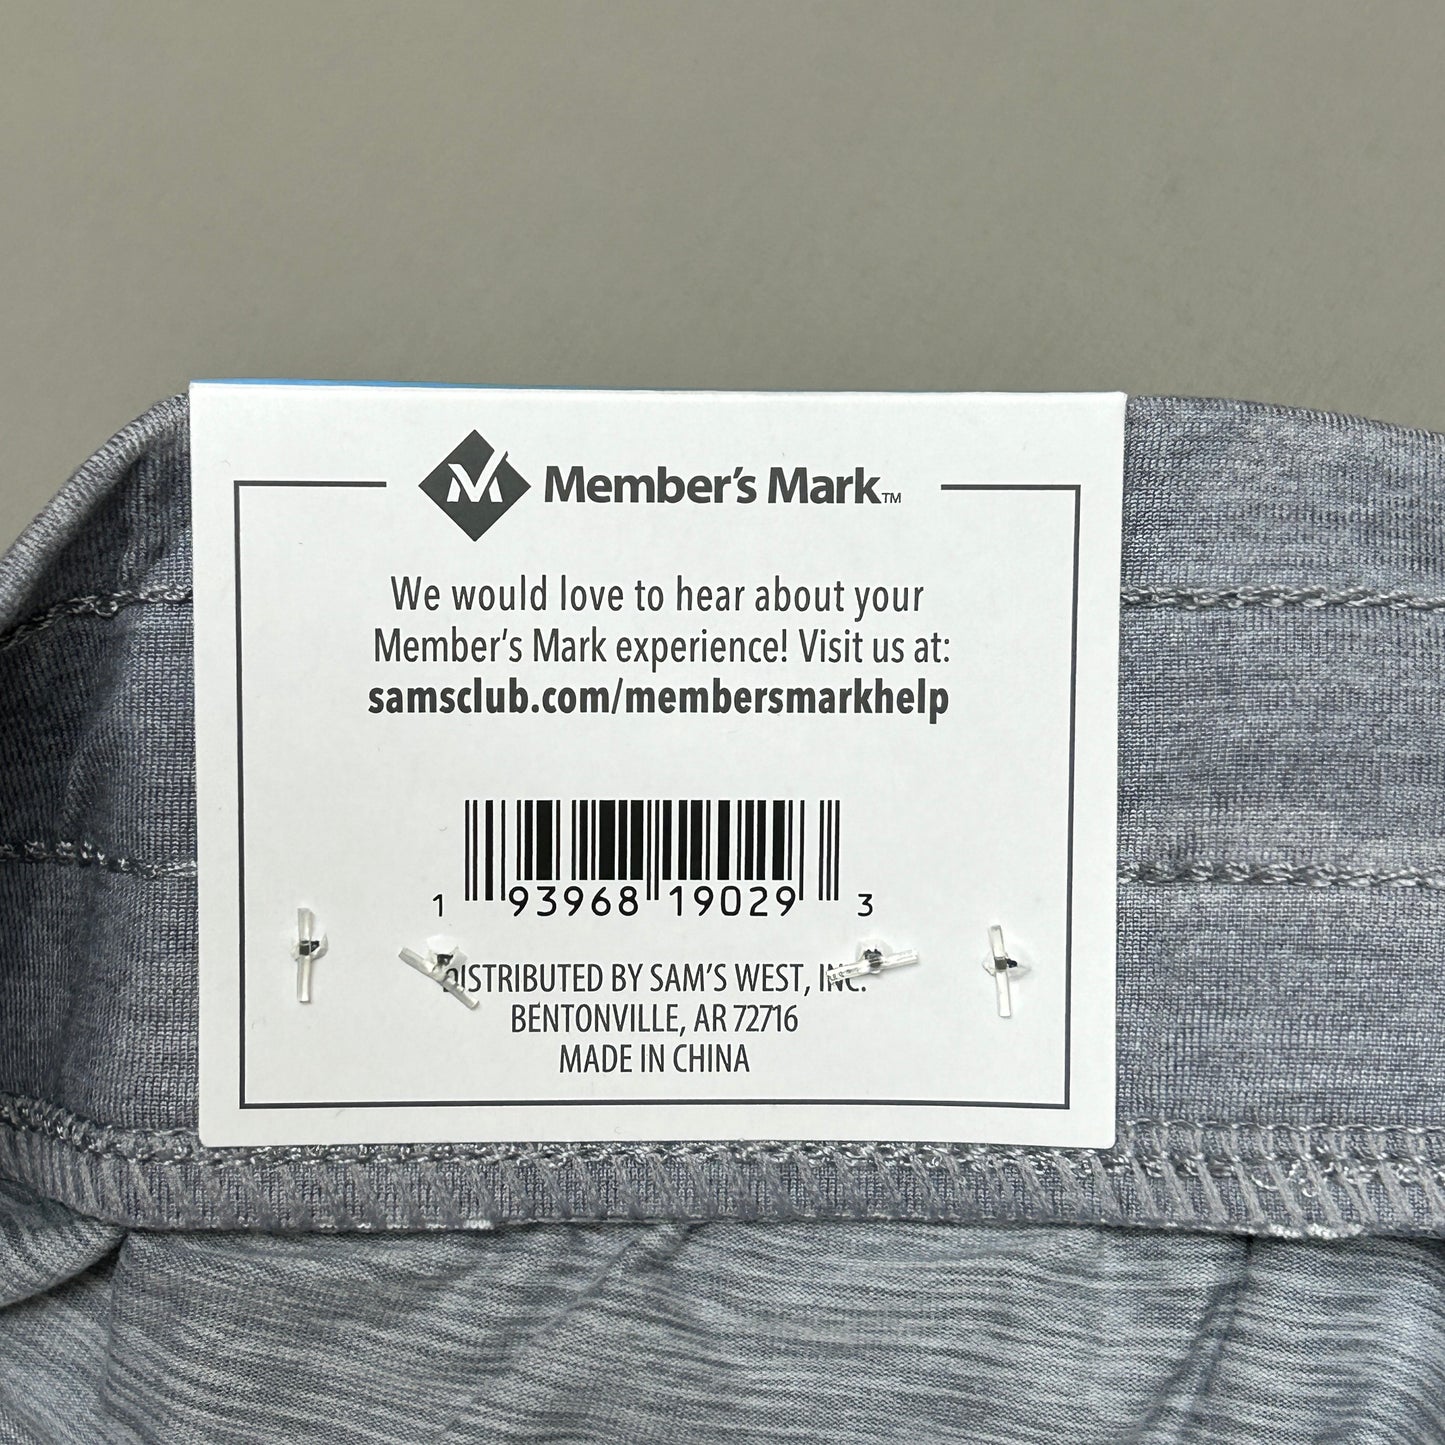 Member's Mark™
We would love to hear about your
Member's Mark experience! Visit us at:
samsclub.com/membersmarkhelp
1 93968 19029 3
DISTRIBUTED BY SAM'S WEST, INC.
BENTONVILLE, AR 72716
MADE IN CHINA